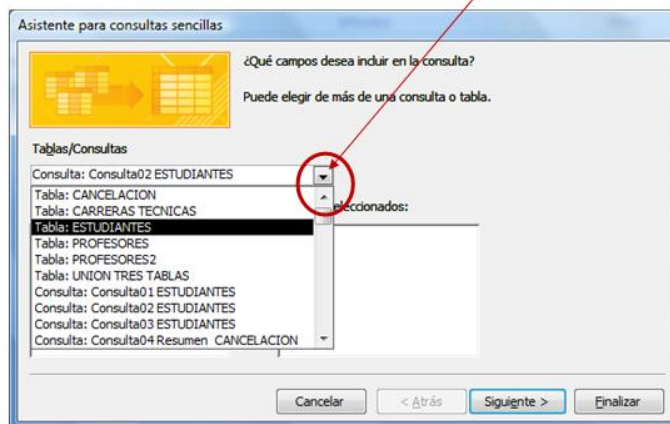 Asistente para consultas sencillas
¿Qué campos desea incluir en la consulta?
Puede elegir de más de una consulta o tabla.
Tablas/Consultas
Consulta: Consulta02 ESTUDIANTES
Tabla: CANCELACION
Tabla: CARRERAS TECNICAS
eleccionados:
Tabla: ESTUDIANTES
Tabla: PROFESORES
Tabla: PROFESORES2
Tabla: UNION TRES TABLAS
Consulta: Consulta01 ESTUDIANTES
Consulta: Consulta02 ESTUDIANTES
Consulta: Consulta03 ESTUDIANTES
Consulta: Consulta04 Resumen CANCELACION
Cancelar < Atrás Siguiente > Finalizar